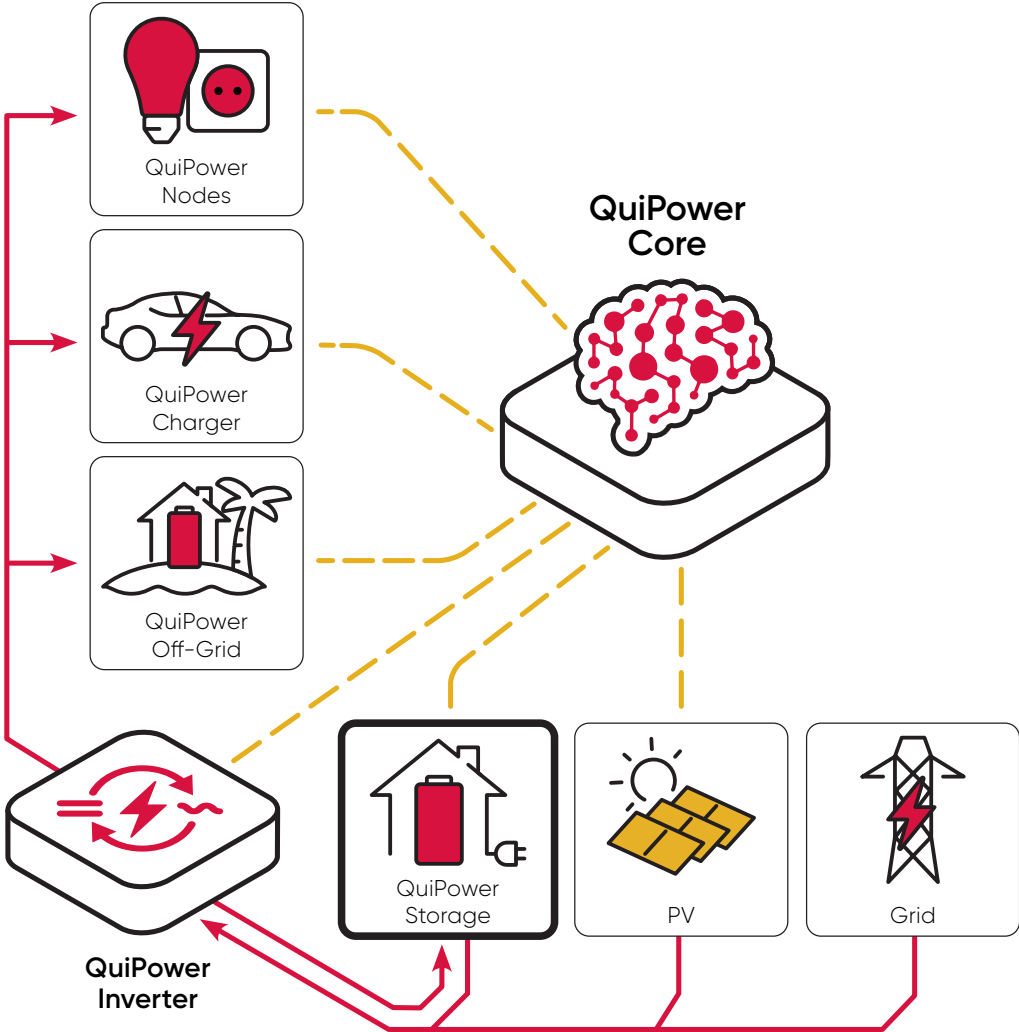 QuiPower
Nodes
QuiPower
Core
QuiPower
Charger
QuiPower
Off-Grid
QuiPower
Storage
PV
Grid
QuiPower
Inverter